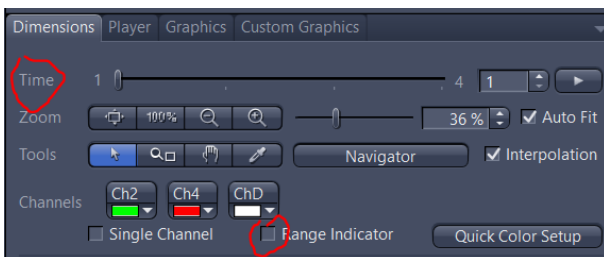 Dimensions Player Graphics Custom Graphics
Time 1 4 1
Zoom 100% 36 % Auto Fit
Tools Navigator Interpolation
Channels Ch2 Ch4 ChD
Single Channel Range Indicator Quick Color Setup